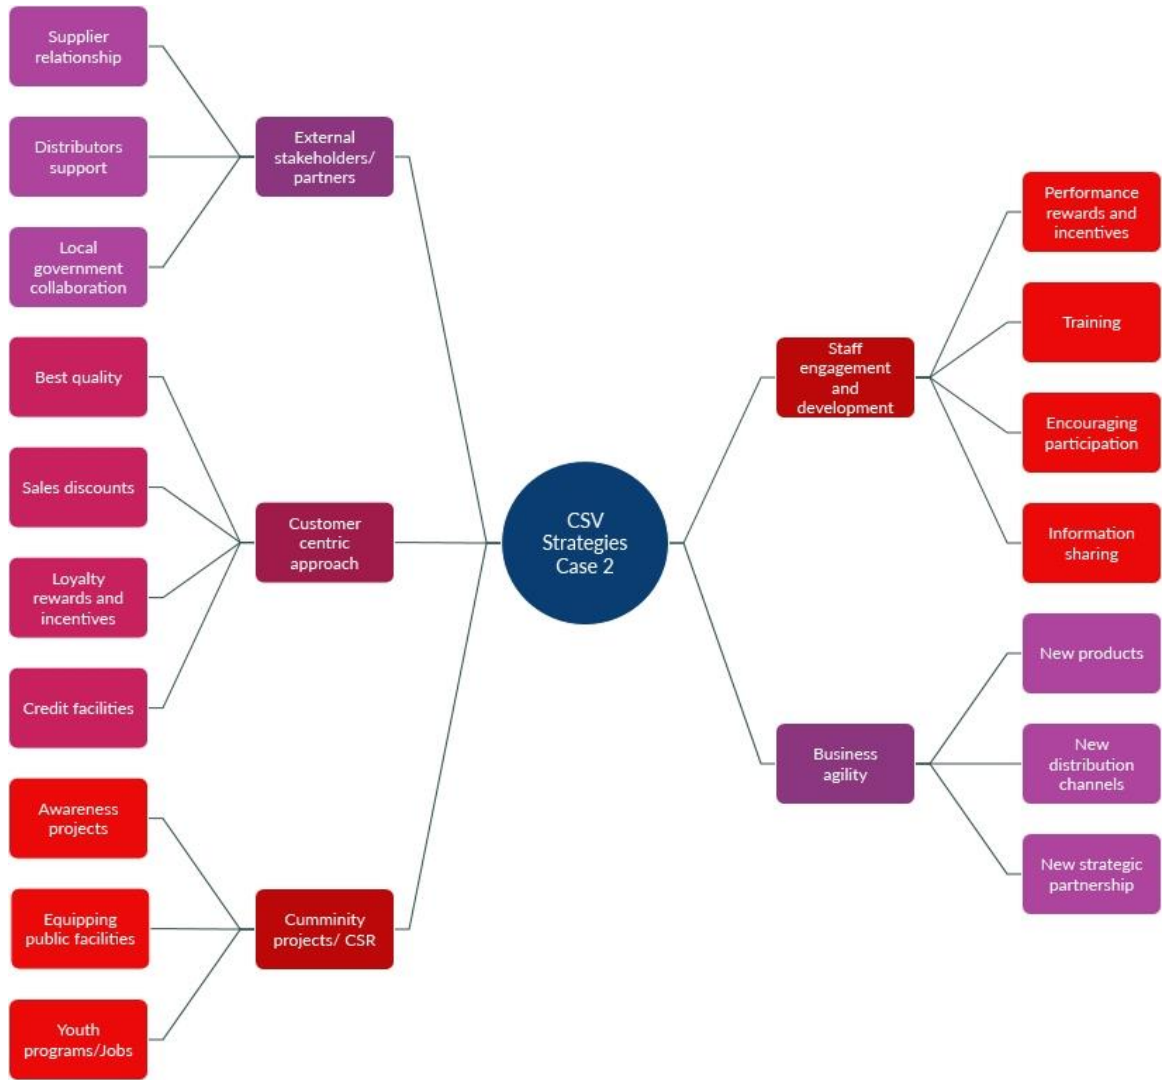 Supplier
relationship
Distributors
support
Local
government
collaboration
External
stakeholders/
partners
Best quality
Sales discounts
Loyalty
rewards and
incentives
Credit facilities
Customer
centric
approach
Awareness
projects
Equipping
public facilities
Youth
programs/Jobs
Cumminity
projects/ CSR
CSV
Strategies
Case 2
Staff
engagement
and
development
Performance
rewards and
incentives
Training
Encouraging
participation
Information
sharing
Business
agility
New products
New
distribution
channels
New strategic
partnership